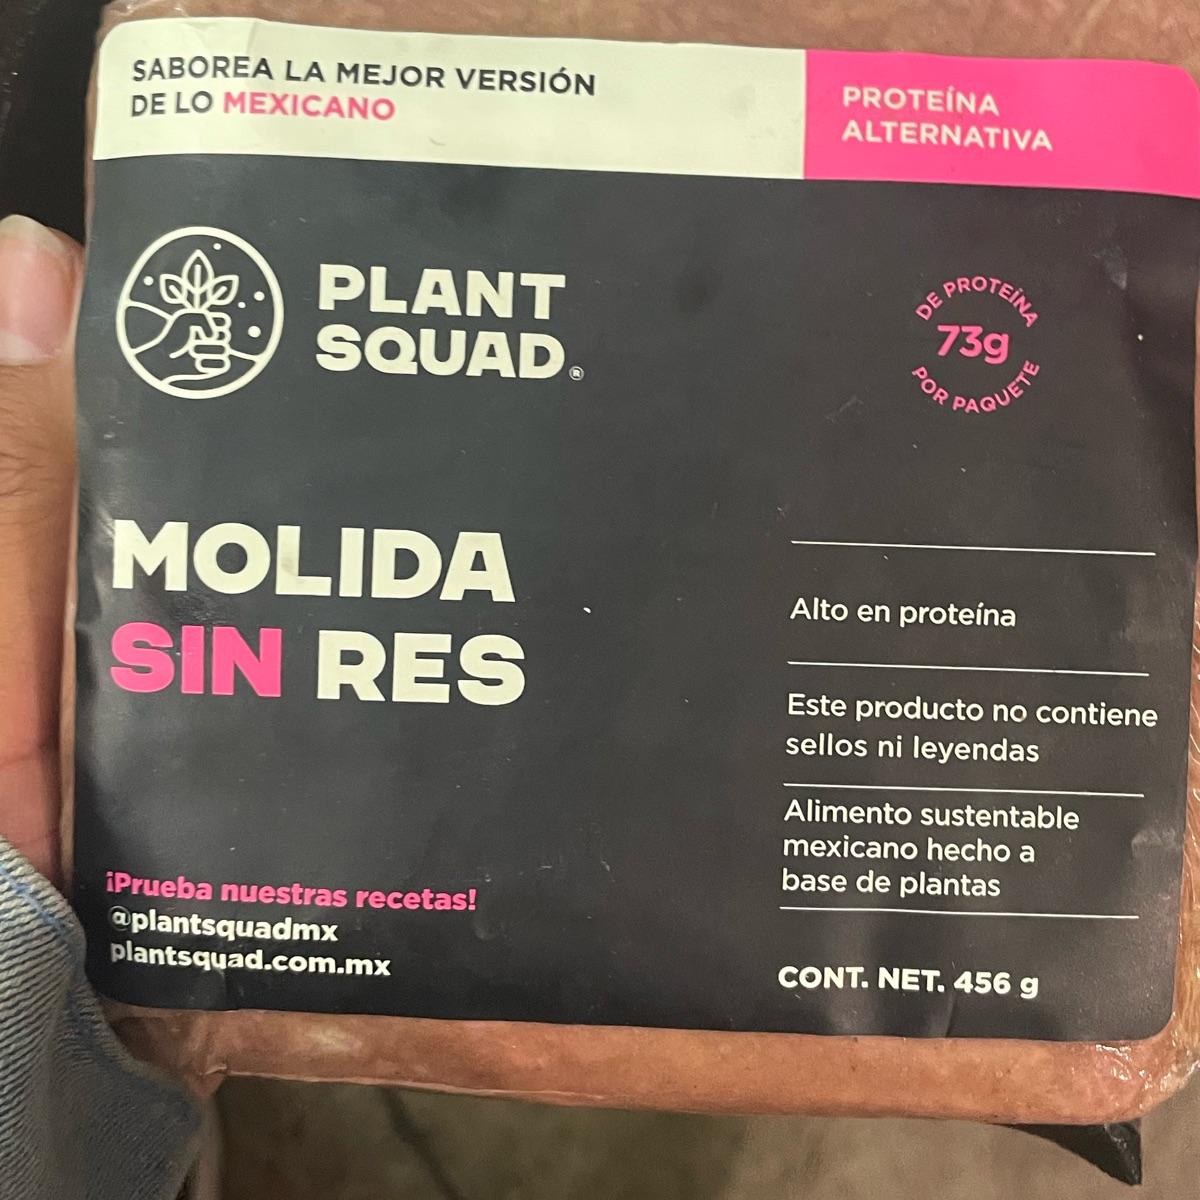 SABOREA LA MEJOR VERSIÓN
DE LO MEXICANO
PROTEÍNA
ALTERNATIVA
PLANT
SQUAD®
DE PROTEÍNA
73g
POR PAQUETE
MOLIDA
SIN RES
Alto en proteína
Este producto no contiene
sellos ni leyendas
Alimento sustentable
mexicano hecho a
base de plantas
¡Prueba nuestras recetas!
@plantsquadmx
plantsquad.com.mx
CONT. NET. 456 g